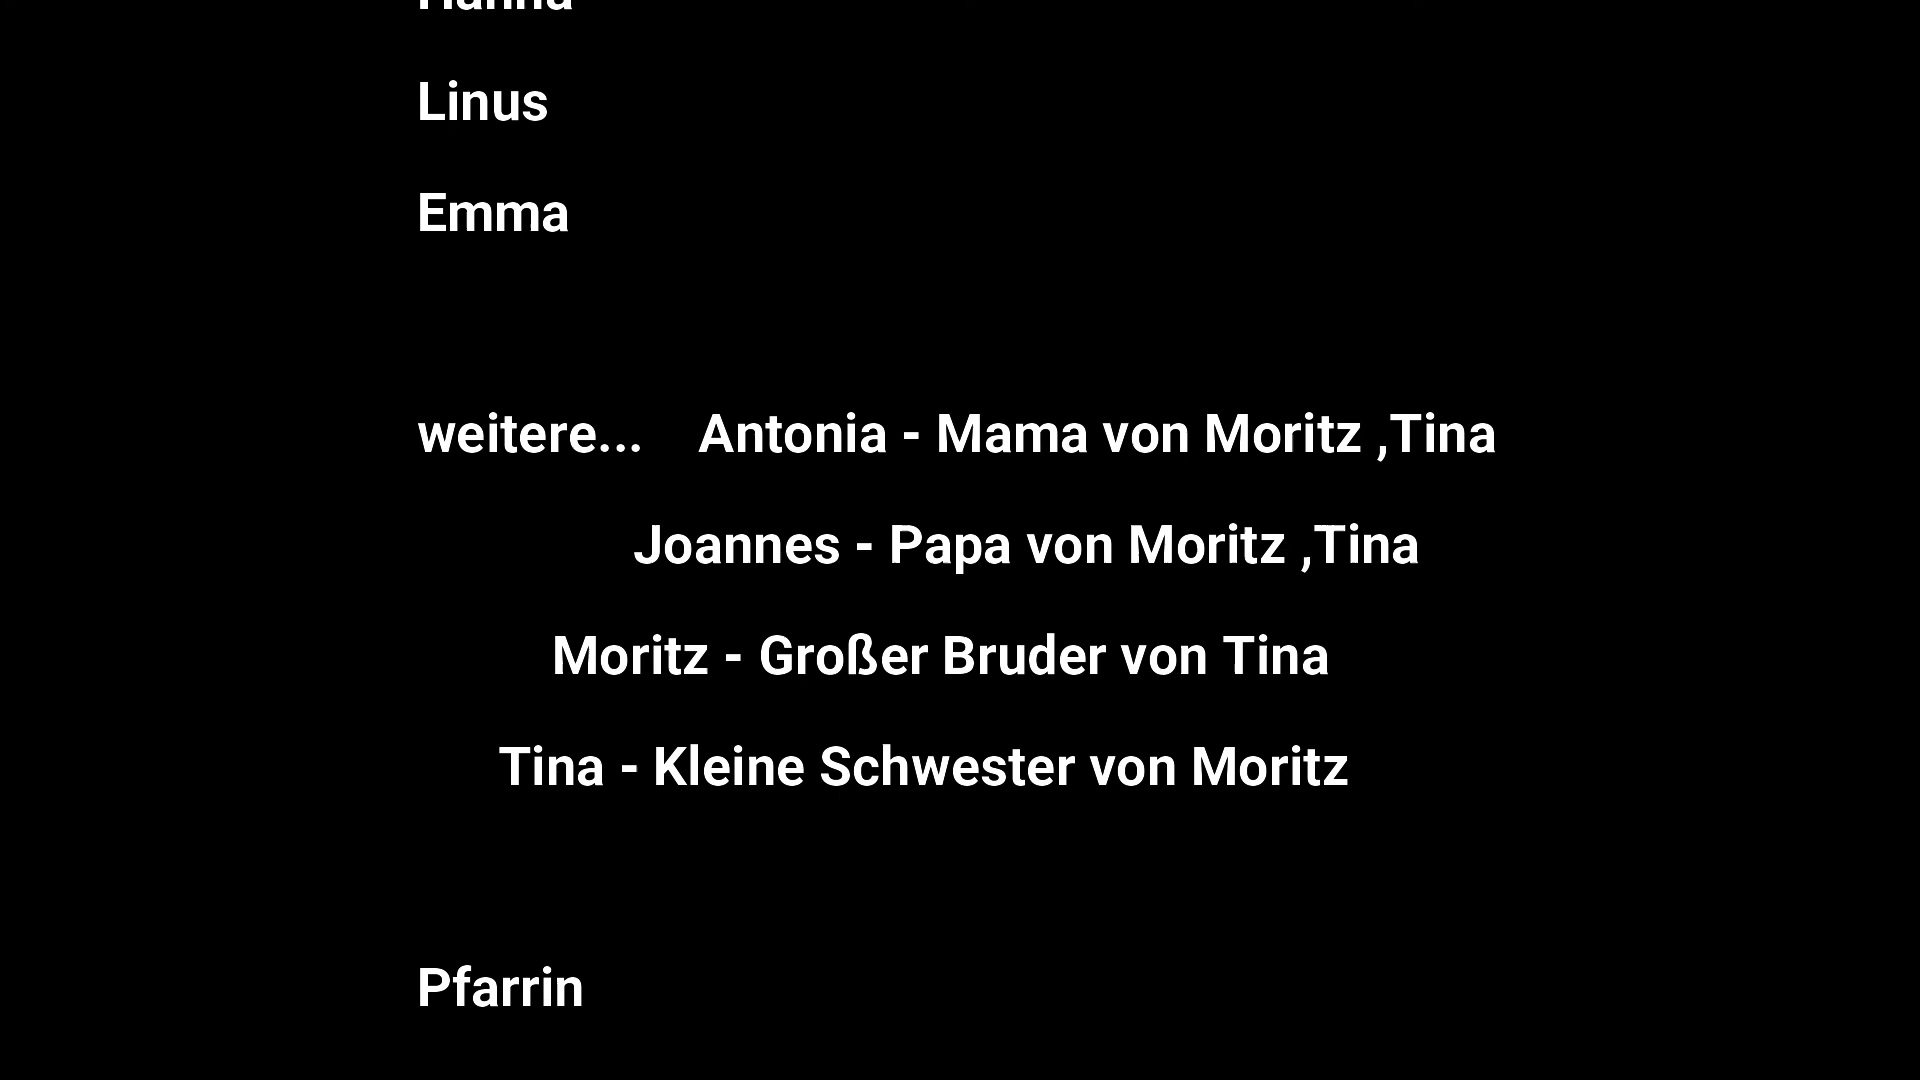 Linus
Emma
weitere... Antonia - Mama von Moritz ,Tina
Joannes - Papa von Moritz ,Tina
Moritz - Großer Bruder von Tina
Tina - Kleine Schwester von Moritz
Pfarrin